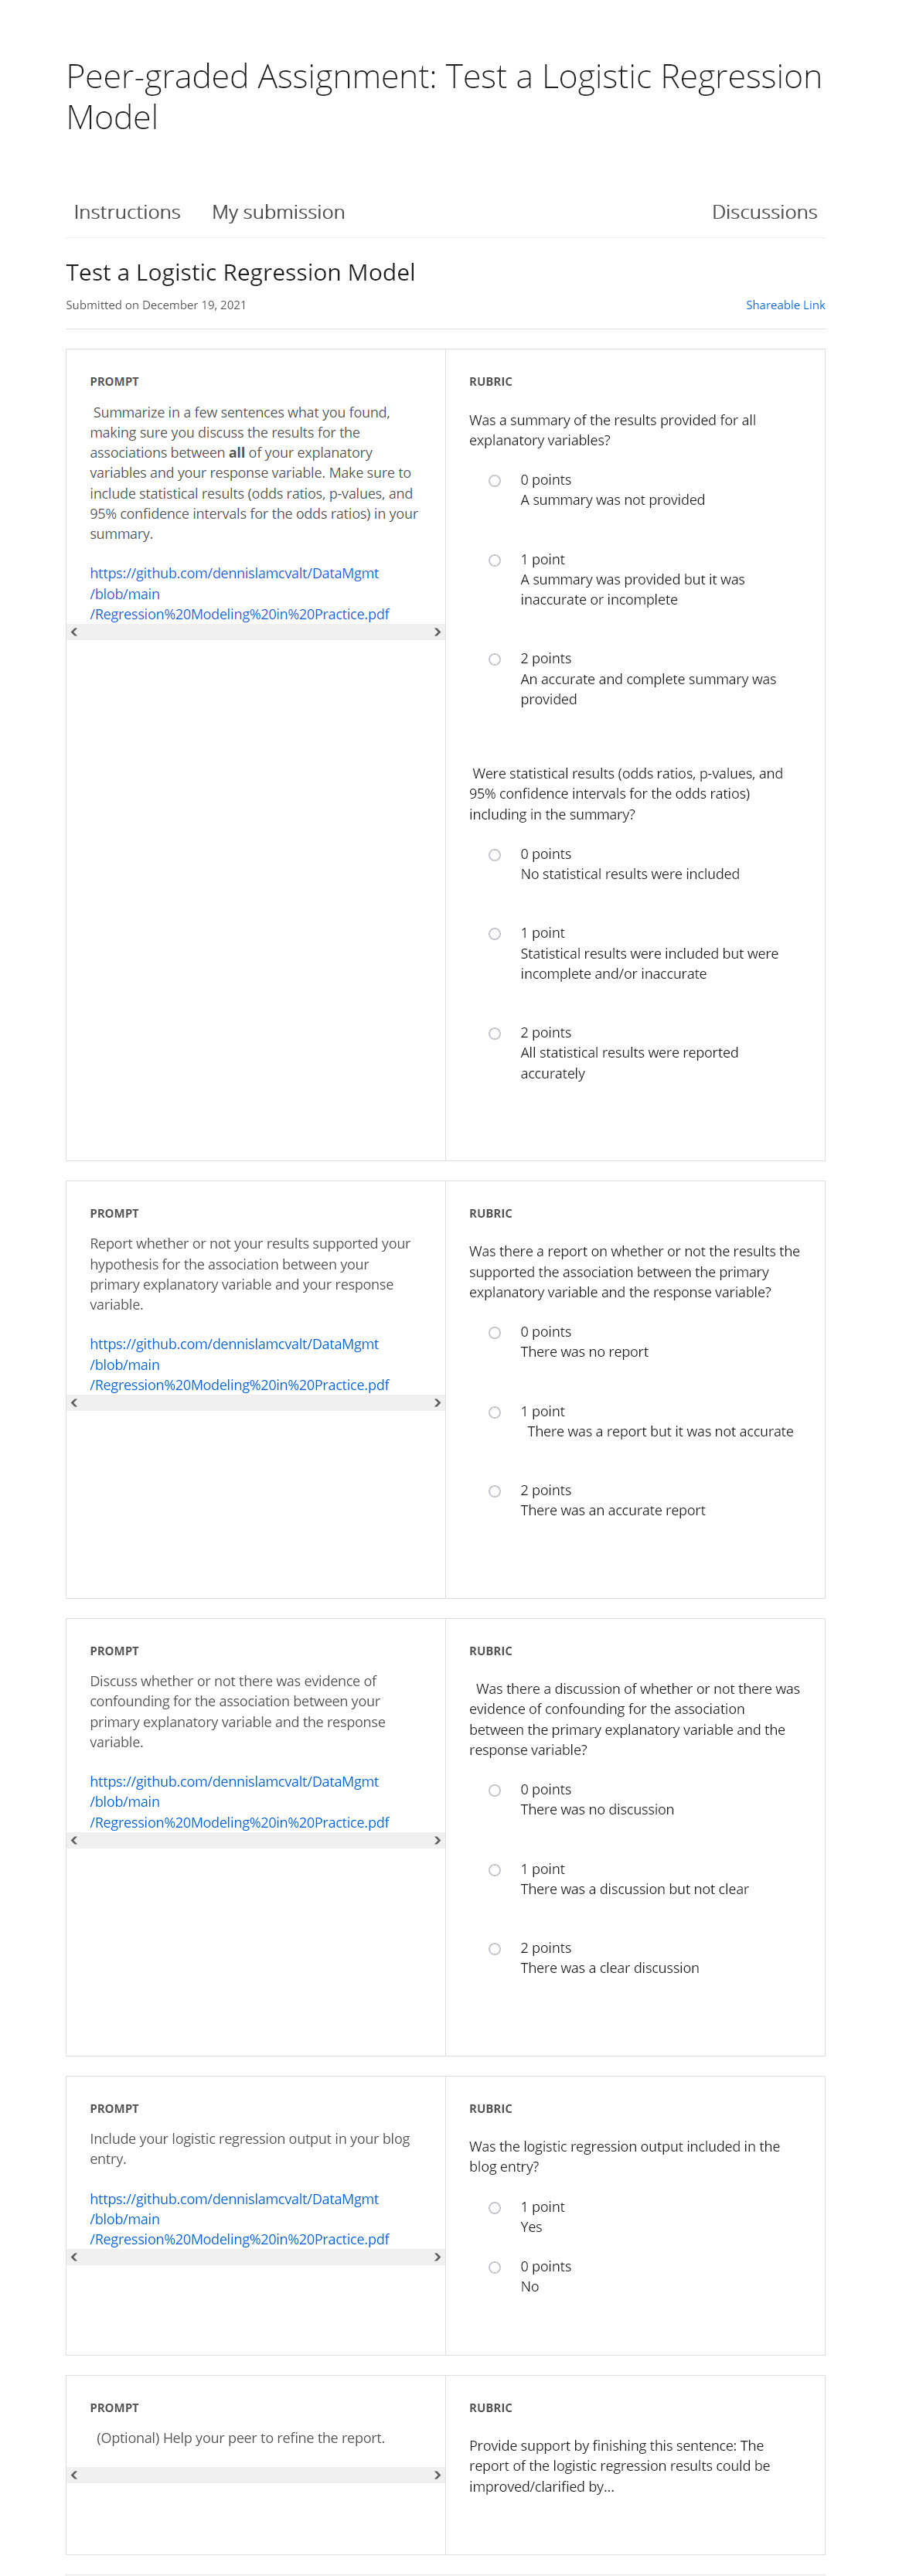 Peer-graded Assignment: Test a Logistic Regression
Model
Instructions My submission Discussions
Test a Logistic Regression Model
Submitted on December 19, 2021 Shareable Link
PROMPT
Summarize in a few sentences what you found,
making sure you discuss the results for the
associations between all of your explanatory
variables and your response variable. Make sure to
include statistical results (odds ratios, p-values, and
95% confidence intervals for the odds ratios) in your
summary.
https://github.com/dennislamcvalt/DataMgmt
/blob/main
/Regression%20Modeling%20in%20Practice.pdf
RUBRIC
Was a summary of the results provided for all
explanatory variables?
0 points
A summary was not provided
1 point
A summary was provided but it was
inaccurate or incomplete
2 points
An accurate and complete summary was
provided
Were statistical results (odds ratios, p-values, and
95% confidence intervals for the odds ratios)
including in the summary?
0 points
No statistical results were included
1 point
Statistical results were included but were
incomplete and/or inaccurate
2 points
All statistical results were reported
accurately
PROMPT
Report whether or not your results supported your
hypothesis for the association between your
primary explanatory variable and your response
variable.
https://github.com/dennislamcvalt/DataMgmt
/blob/main
/Regression%20Modeling%20in%20Practice.pdf
RUBRIC
Was there a report on whether or not the results the
supported the association between the primary
explanatory variable and the response variable?
0 points
There was no report
1 point
There was a report but it was not accurate
2 points
There was an accurate report
PROMPT
Discuss whether or not there was evidence of
confounding for the association between your
primary explanatory variable and the response
variable.
https://github.com/dennislamcvalt/DataMgmt
/blob/main
/Regression%20Modeling%20in%20Practice.pdf
RUBRIC
Was there a discussion of whether or not there was
evidence of confounding for the association
between the primary explanatory variable and the
response variable?
0 points
There was no discussion
1 point
There was a discussion but not clear
2 points
There was a clear discussion
PROMPT
Include your logistic regression output in your blog
entry.
https://github.com/dennislamcvalt/DataMgmt
/blob/main
/Regression%20Modeling%20in%20Practice.pdf
RUBRIC
Was the logistic regression output included in the
blog entry?
1 point
Yes
0 points
No
PROMPT
(Optional) Help your peer to refine the report.
RUBRIC
Provide support by finishing this sentence: The
report of the logistic regression results could be
improved/clarified by...